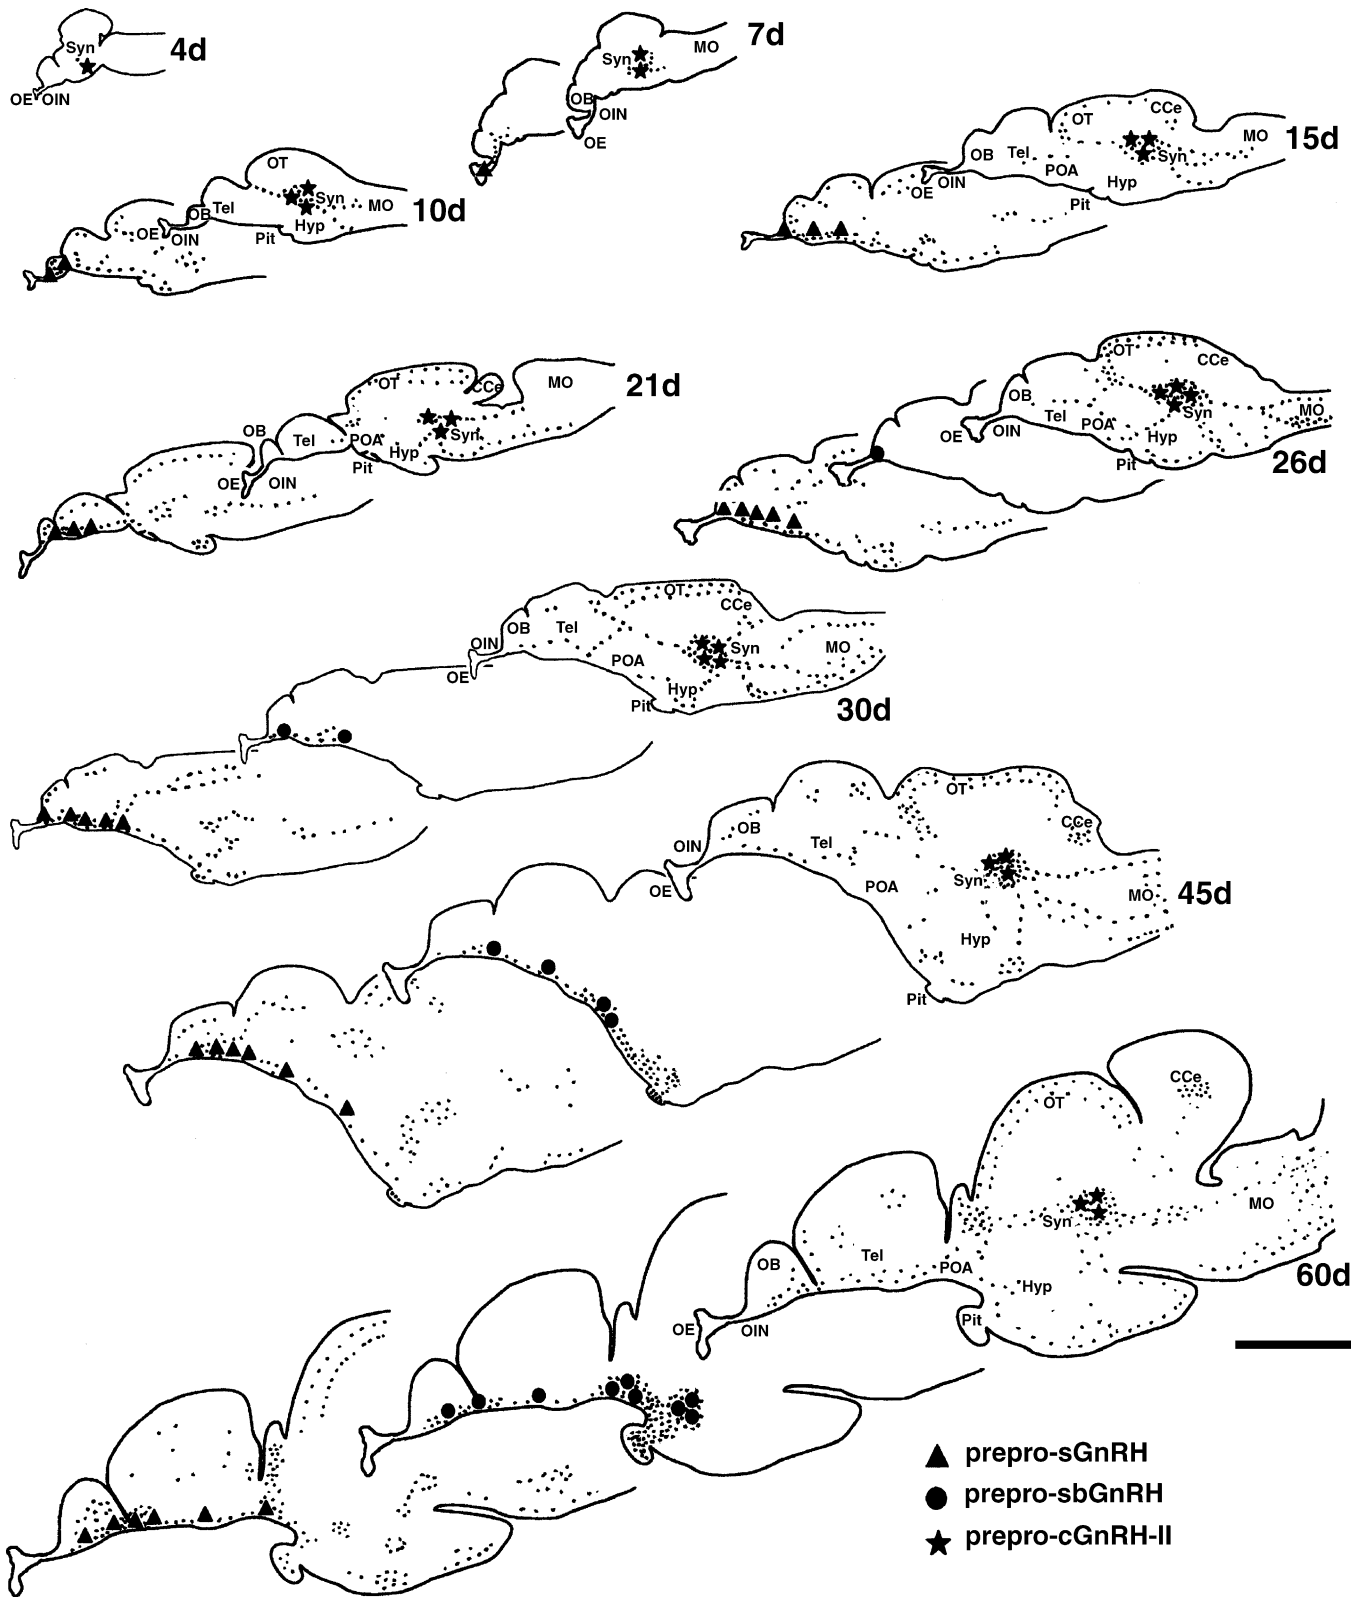 4d
Syn
OE OIN
7d
Syn MO
OB
OIN
OE
10d
OT
Syn
MO
OB Tel
OE OIN
Pit Hyp
15d
OT CCe
MO
OB Tel Syn
POA
OE OIN Hyp
Pit
21d
OT CCe MO
OB Tel POA Syn
Hyp
Pit
OE OIN
26d
OT CCe
OB
Tel POA Syn MO
OE OIN Hyp
Pit
30d
OT
CCe
OB Tel
OIN Syn MO
POA
OE
Hyp
Pit
45d
OT
OB CCe
OIN Tel
Syn
OE POA MO
Hyp
Pit
60d
CCe
OT
MO
Syn
Tel
OB POA
Hyp
OE OIN Pit
prepro-sGnRH
prepro-sbGnRH
prepro-cGnRH-II